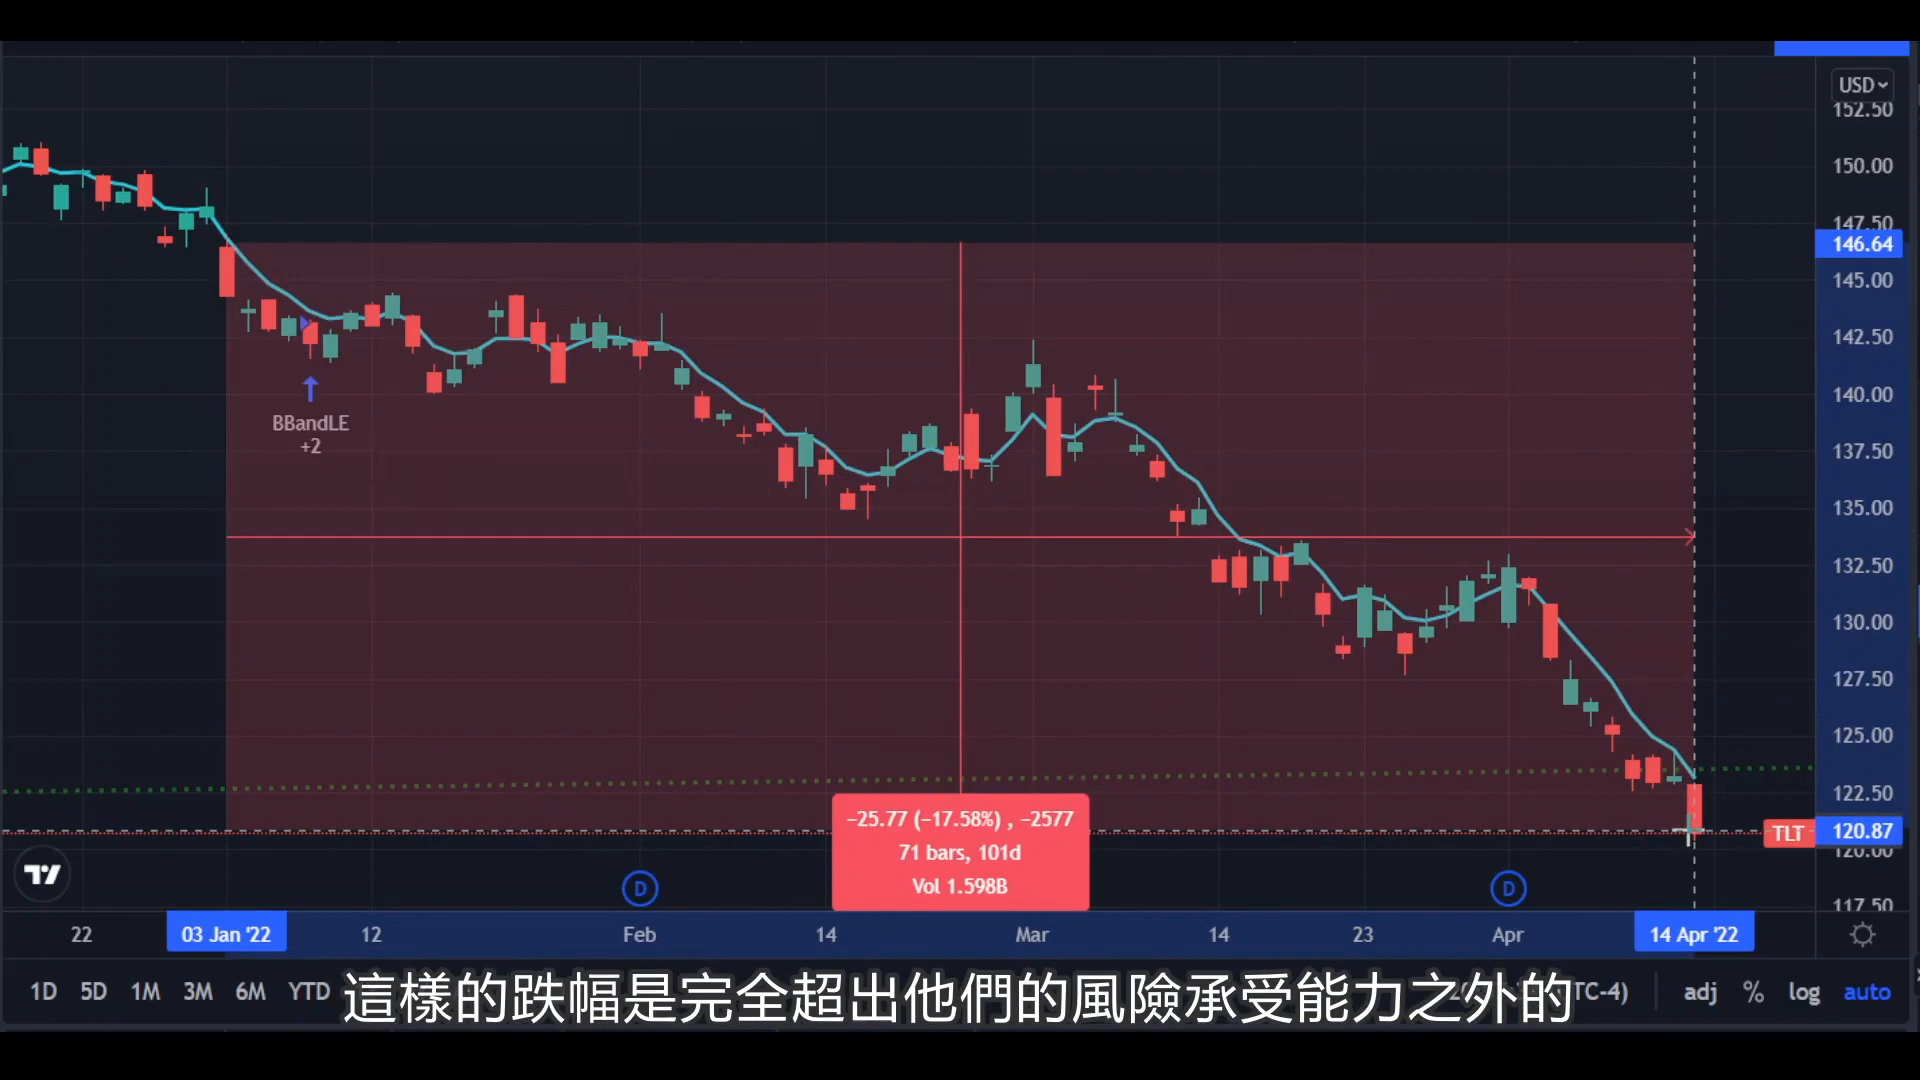 USD
152.50
150.00
147.50
146.64
145.00
142.50
140.00
137.50
135.00
132.50
130.00
127.50
125.00
122.50
TLT 120.87
120.00
117.50
BBandLE
+2
−25.77 (−17.58%) , −2577
71 bars, 101d
Vol 1.598B
D
D
22 03 Jan '22 12 Feb 14 Mar 14 23 Apr 14 Apr '22
1D 5D 1M 3M 6M YTD TC-4) adj % log auto
這樣的跌幅是完全超出他們的風險承受能力之外的